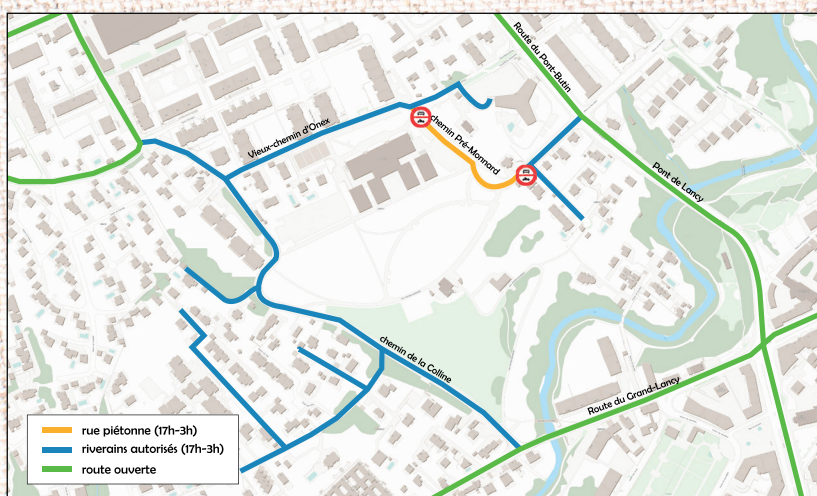 Route du Pont-Butin
Vieux-chemin d'Onex
chemin Pré-Monnard
Pont de Lancy
chemin de la Colline
Route du Grand-Lancy
rue piétonne (17h-3h)
riverains autorisés (17h-3h)
route ouverte